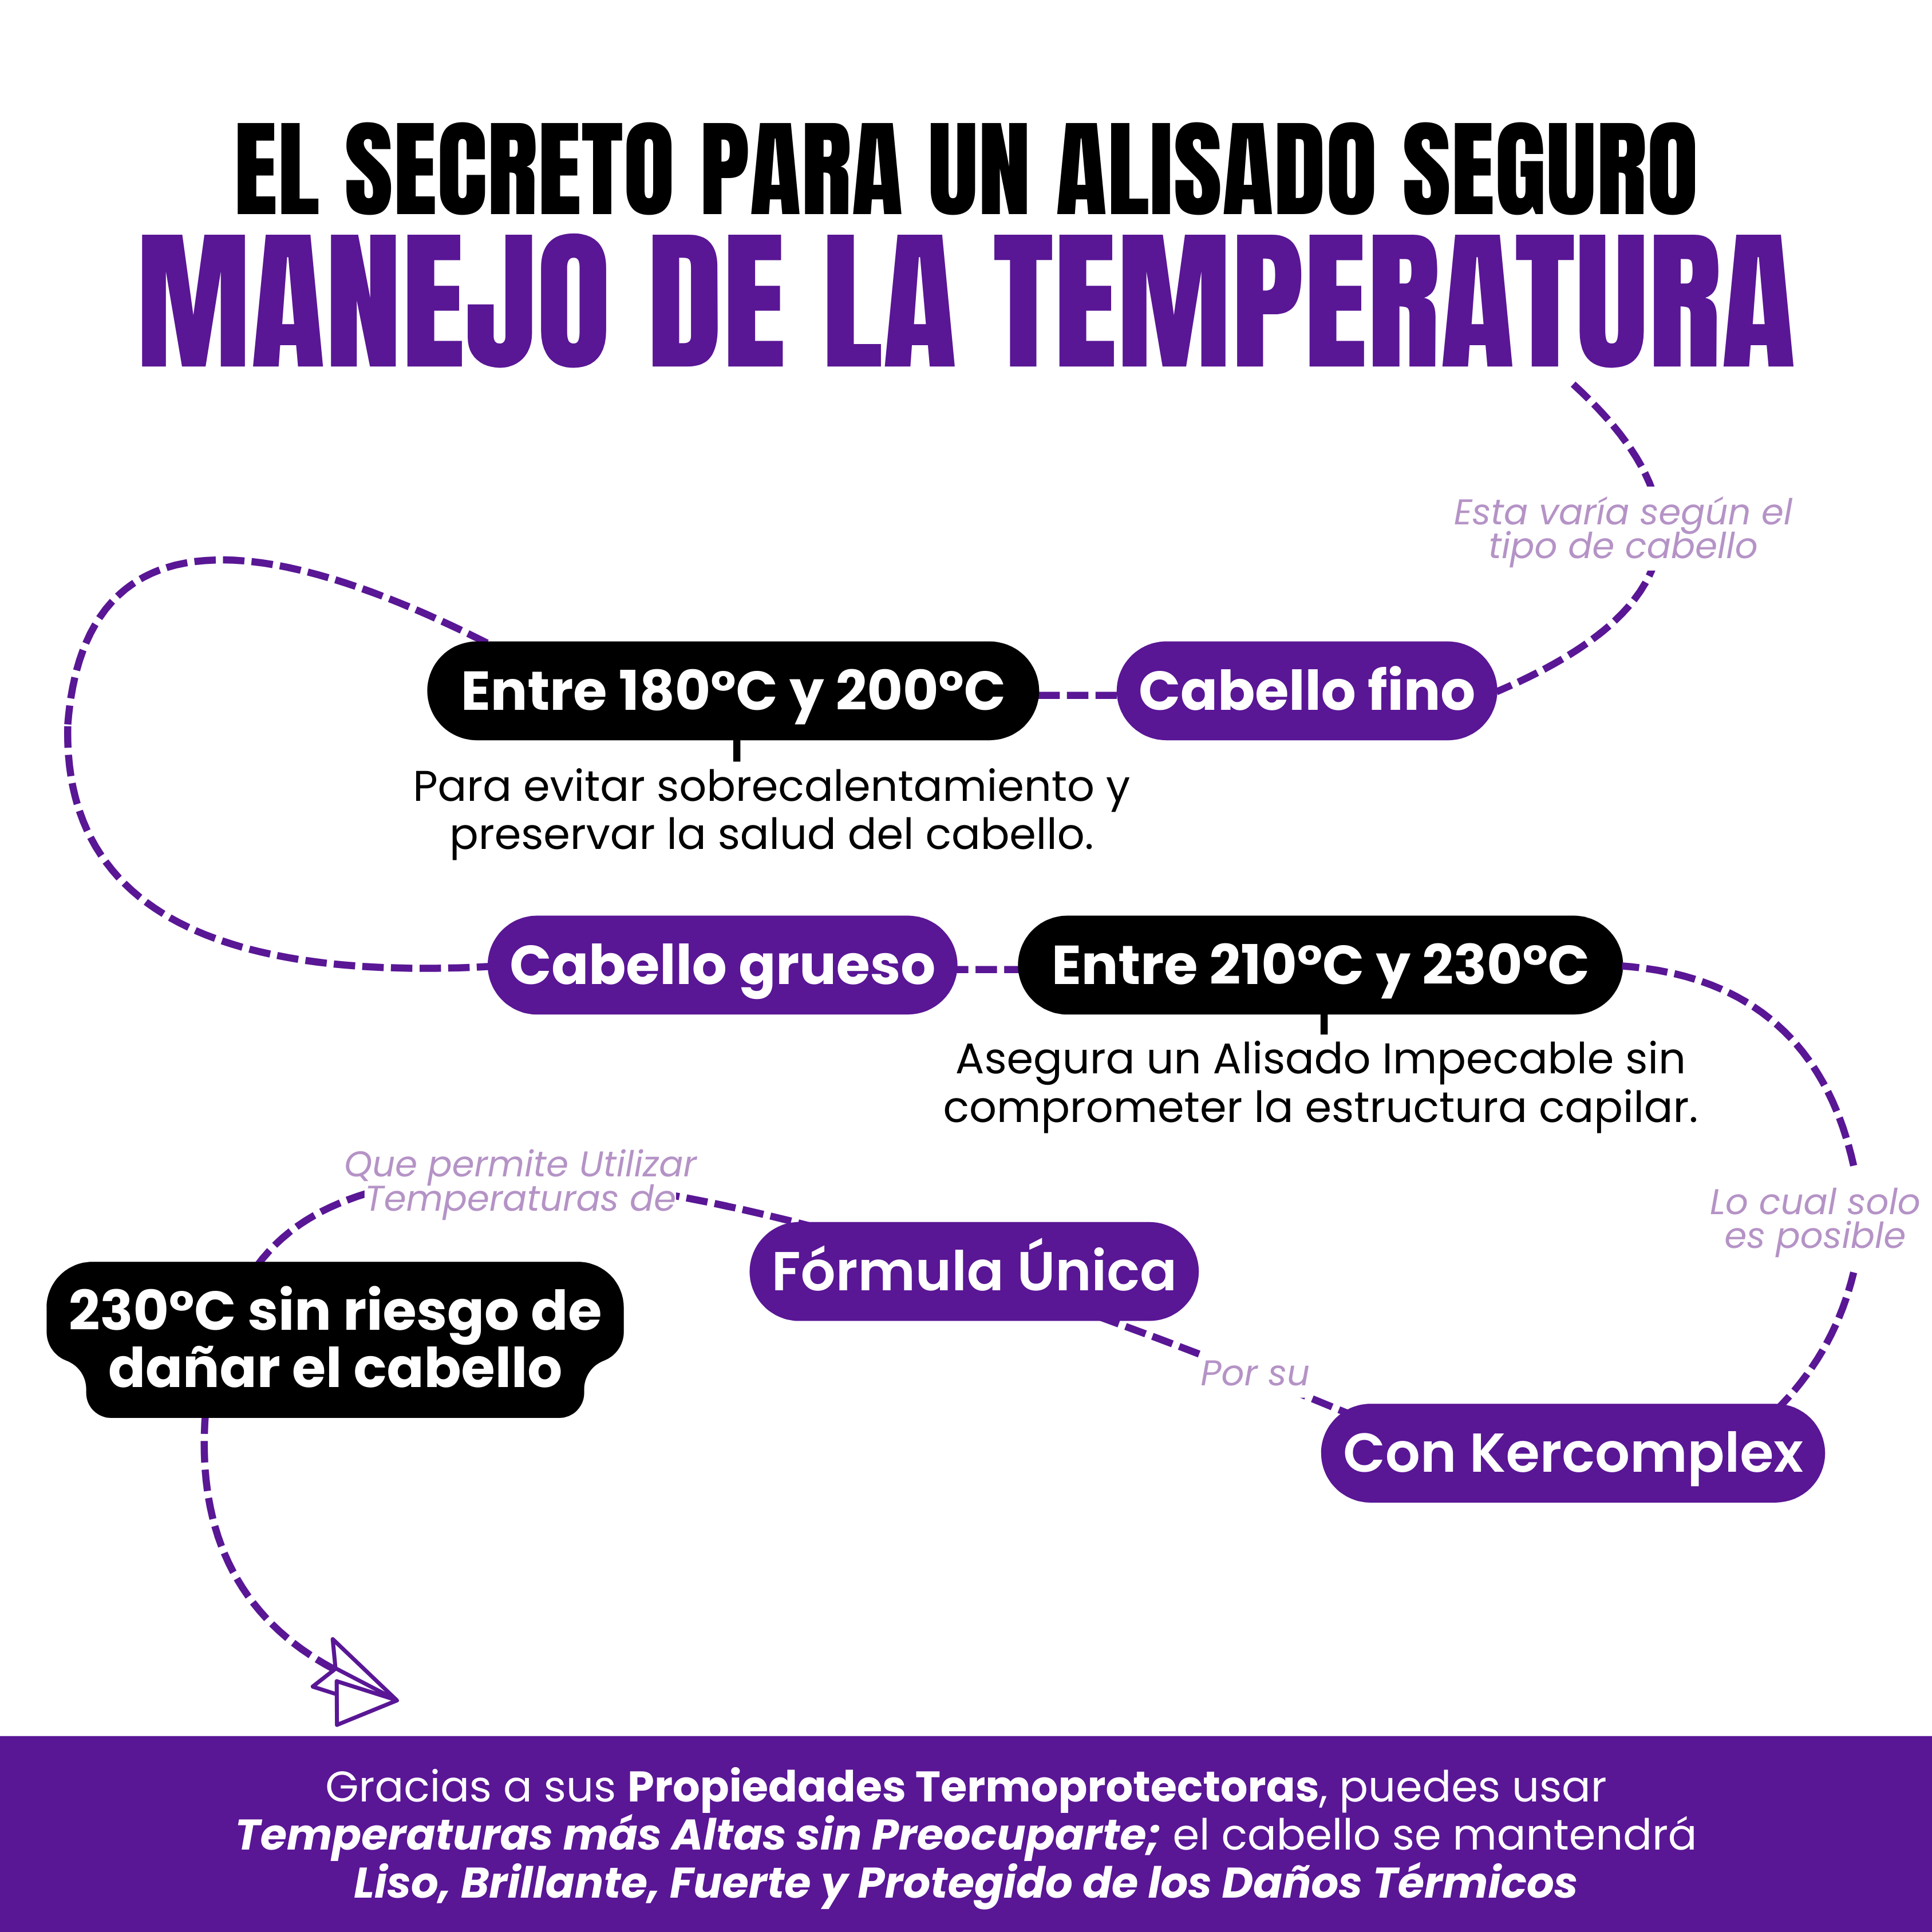 EL SECRETO PARA UN ALISADO SEGURO
MANEJO DE LA TEMPERATURA
Esta varía según el
tipo de cabello
Cabello fino
Entre 180°C y 200°C
Para evitar sobrecalentamiento y
preservar la salud del cabello.
Cabello grueso
Entre 210°C y 230°C
Asegura un Alisado Impecable sin
comprometer la estructura capilar.
Lo cual solo
es posible
Con Kercomplex
Por su
Fórmula Única
Que permite Utilizar
Temperaturas de
230°C sin riesgo de
dañar el cabello
Gracias a sus Propiedades Termoprotectoras, puedes usar
Temperaturas más Altas sin Preocuparte; el cabello se mantendrá
Liso, Brillante, Fuerte y Protegido de los Daños Térmicos